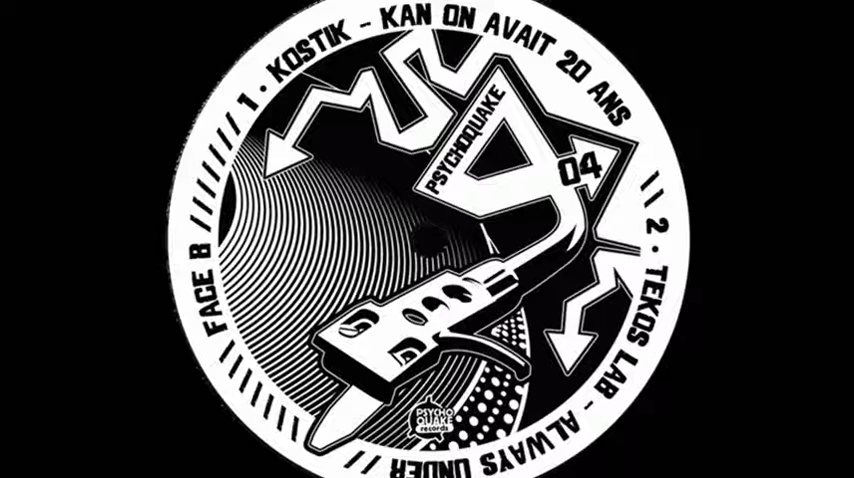 FACE B /////// 1 • KOSTIK - KAN ON AVAIT 20 ANS
\\ 2 • TEKOS LAB - ALWAYS UNDER //
PSYCHOQUAKE
04
PSYCHO
QUAKE
records